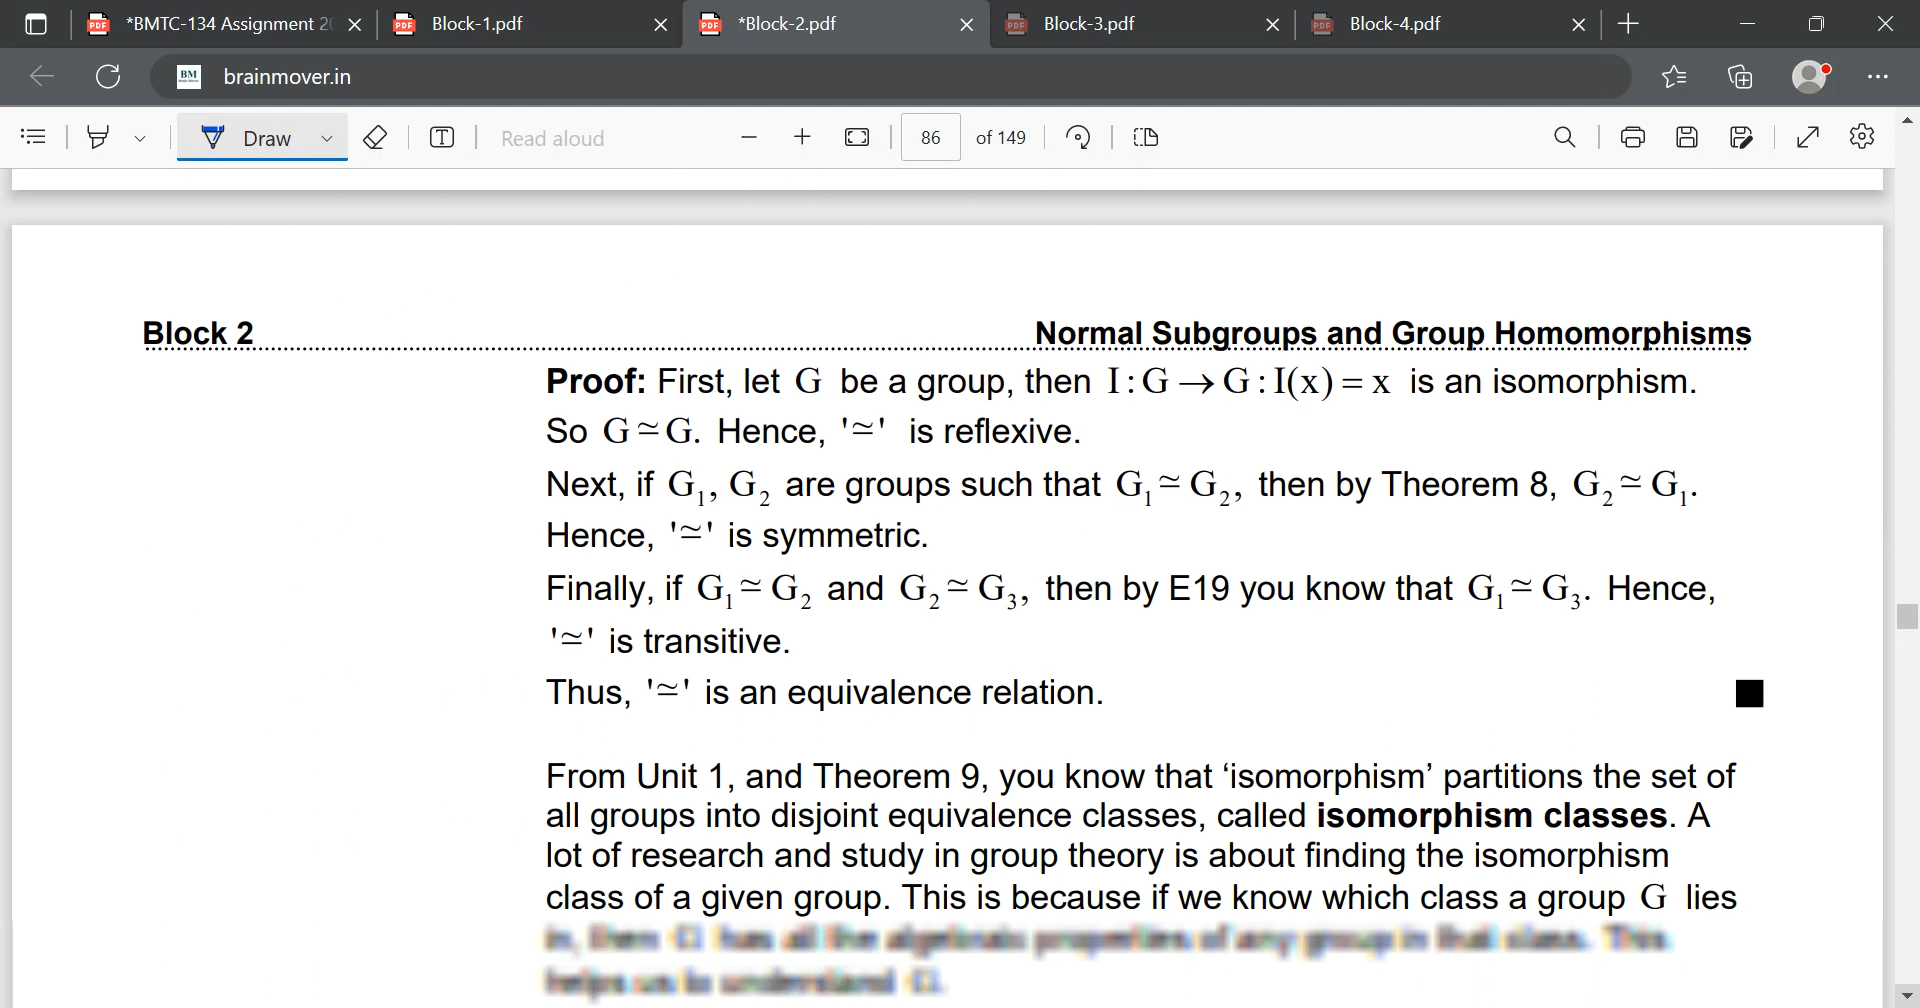 *BMTC-134 Assignment 20
Block-1.pdf
*Block-2.pdf
Block-3.pdf
Block-4.pdf
BM
brainmover.in
Draw
Read aloud
86 of 149
Block 2 Normal Subgroups and Group Homomorphisms
Proof: First, let G be a group, then I : G → G : I(x) = x is an isomorphism.
So G ≃ G. Hence, '≃' is reflexive.
Next, if G₁, G₂ are groups such that G₁ ≃ G₂, then by Theorem 8, G₂ ≃ G₁.
Hence, '≃' is symmetric.
Finally, if G₁ ≃ G₂ and G₂ ≃ G₃, then by E19 you know that G₁ ≃ G₃. Hence,
'≃' is transitive.
Thus, '≃' is an equivalence relation.
From Unit 1, and Theorem 9, you know that ‘isomorphism’ partitions the set of
all groups into disjoint equivalence classes, called isomorphism classes. A
lot of research and study in group theory is about finding the isomorphism
class of a given group. This is because if we know which class a group G lies